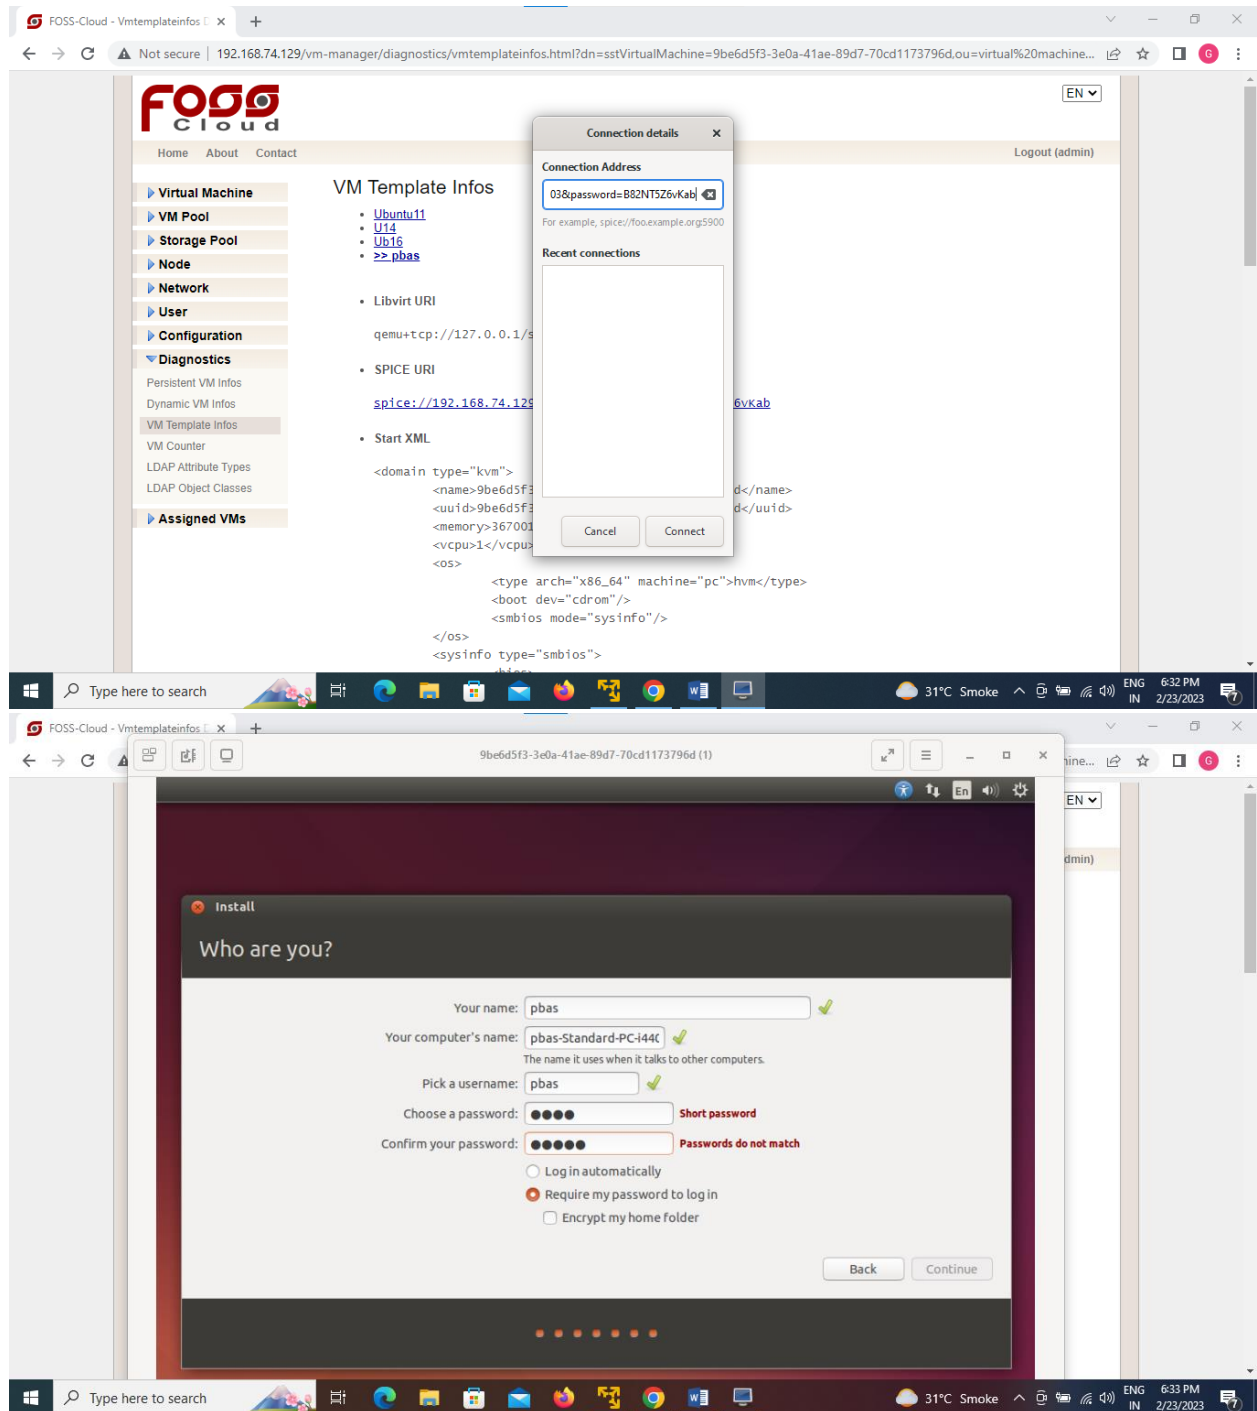 FOSS-Cloud - Vmtemplateinfos
Not secure | 192.168.74.129/vm-manager/diagnostics/vmtemplateinfos.html?dn=sstVirtualMachine=9be6d5f3-3e0a-41ae-89d7-70cd1173796d,ou=virtual%20machine...
G
FOSS
Cloud
EN
Home About Contact
Logout (admin)
Virtual Machine
VM Pool
Storage Pool
Node
Network
User
Configuration
Diagnostics
Persistent VM Infos
Dynamic VM Infos
VM Template Infos
VM Counter
LDAP Attribute Types
LDAP Object Classes
Assigned VMs
VM Template Infos
• Ubuntu11
• U14
• Ub16
• >> pbas
• Libvirt URI
qemu+tcp://127.0.0.1/s
• SPICE URI
spice://192.168.74.129 6vKab
• Start XML
<domain type="kvm">
<name>9be6d5f3 d</name>
<uuid>9be6d5f3 d</uuid>
<memory>367001
<vcpu>1</vcpu>
<os>
<type arch="x86_64" machine="pc">hvm</type>
<boot dev="cdrom"/>
<smbios mode="sysinfo"/>
</os>
<sysinfo type="smbios">
<bios>
Connection details
Connection Address
03&password=B82NT5Z6vKab
For example, spice://foo.example.org:5900
Recent connections
Cancel Connect
Type here to search
W
31°C Smoke
ENG
IN
6:32 PM
2/23/2023
7
FOSS-Cloud - Vmtemplateinfos
9be6d5f3-3e0a-41ae-89d7-70cd1173796d (1)
hine...
G
En
EN
dmin)
Install
Who are you?
Your name: pbas
Your computer's name: pbas-Standard-PC-i440
The name it uses when it talks to other computers.
Pick a username: pbas
Choose a password: ●●●● Short password
Confirm your password: ●●●●● Passwords do not match
Log in automatically
Require my password to log in
Encrypt my home folder
Back Continue
Type here to search
W
31°C Smoke
ENG
IN
6:33 PM
2/23/2023
7